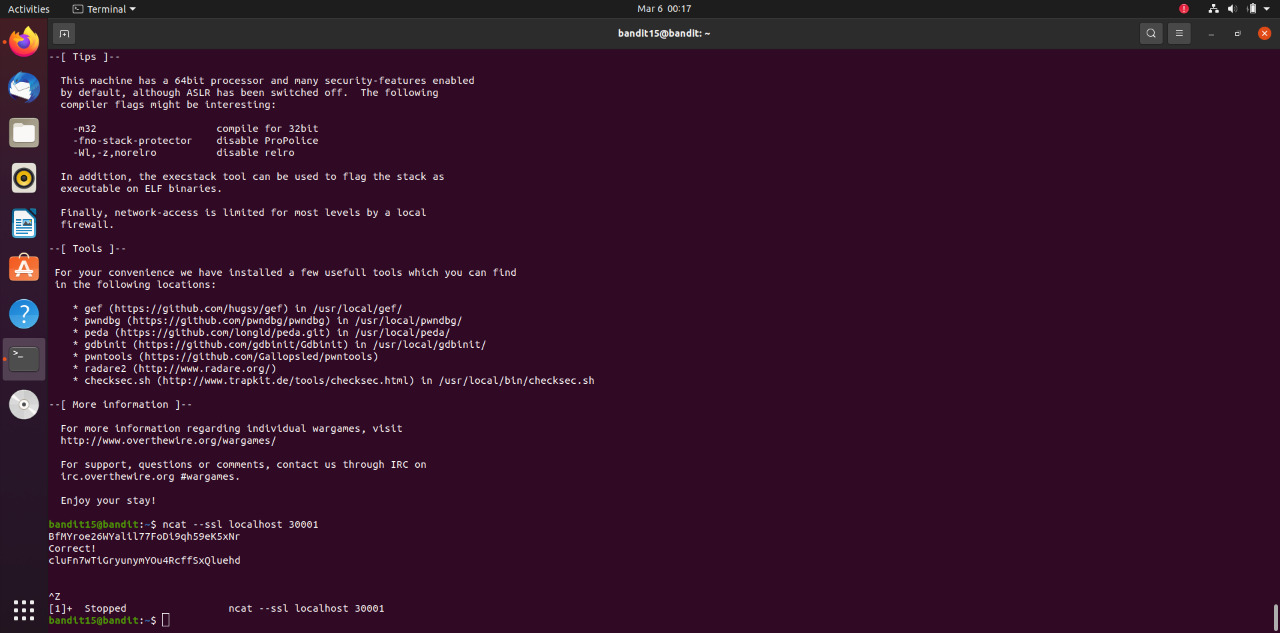 Activities Terminal Mar 6 00:17
bandit15@bandit: ~
--[ Tips ]--
This machine has a 64bit processor and many security-features enabled
by default, although ASLR has been switched off. The following
compiler flags might be interesting:
-m32 compile for 32bit
-fno-stack-protector disable ProPolice
-Wl,-z,norelro disable relro
In addition, the execstack tool can be used to flag the stack as
executable on ELF binaries.
Finally, network-access is limited for most levels by a local
firewall.
--[ Tools ]--
For your convenience we have installed a few usefull tools which you can find
in the following locations:
* gef (https://github.com/hugsy/gef) in /usr/local/gef/
* pwndbg (https://github.com/pwndbg/pwndbg) in /usr/local/pwndbg/
* peda (https://github.com/longld/peda.git) in /usr/local/peda/
* gdbinit (https://github.com/gdbinit/Gdbinit) in /usr/local/gdbinit/
* pwntools (https://github.com/Gallopsled/pwntools)
* radare2 (http://www.radare.org/)
* checksec.sh (http://www.trapkit.de/tools/checksec.html) in /usr/local/bin/checksec.sh
--[ More information ]--
For more information regarding individual wargames, visit
http://www.overthewire.org/wargames/
For support, questions or comments, contact us through IRC on
irc.overthewire.org #wargames.
Enjoy your stay!
bandit15@bandit:~$ ncat --ssl localhost 30001
BfMYroe26WYalil77FoDi9qh59eK5xNr
Correct!
cluFn7wTiGryunymYOu4RcffSxQluehd
^Z
[1]+ Stopped ncat --ssl localhost 30001
bandit15@bandit:~$